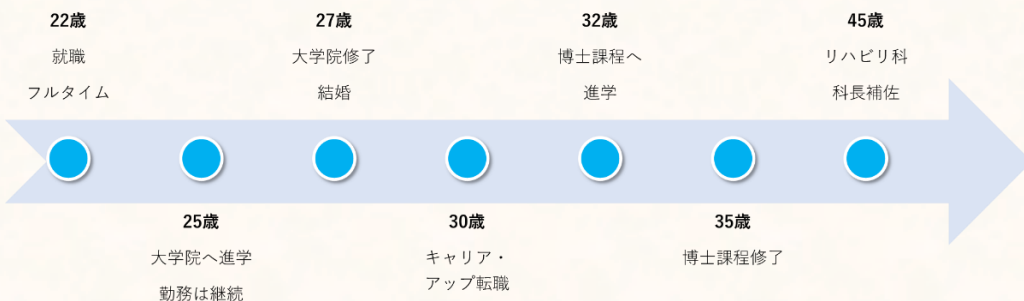 22歳
就職
フルタイム
27歳
大学院修了
結婚
32歳
博士課程へ
進学
45歳
リハビリ科
科長補佐
25歳
大学院へ進学
勤務は継続
30歳
キャリア・
アップ転職
35歳
博士課程修了